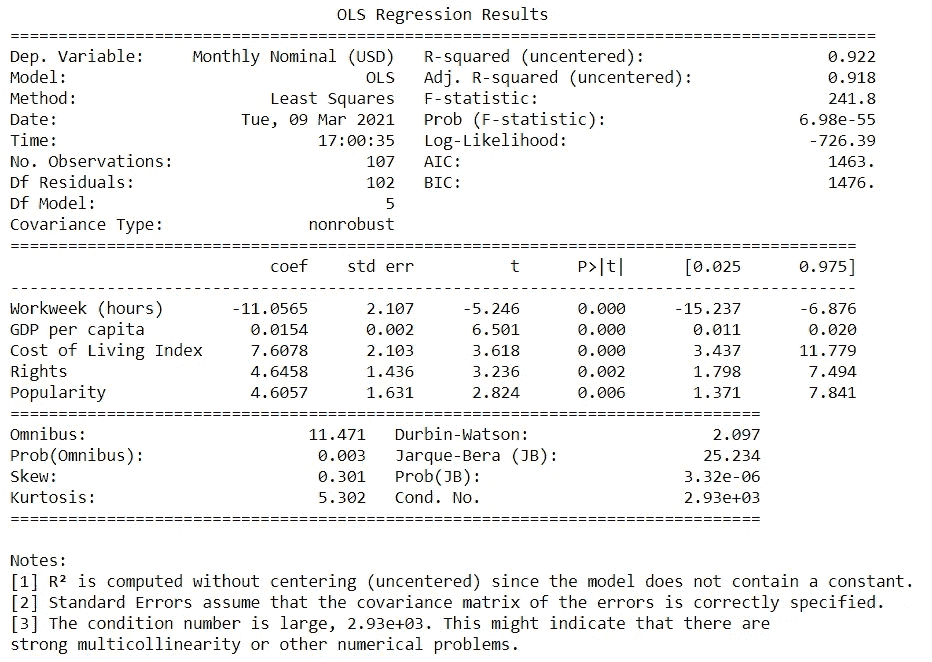 OLS Regression Results
==============================================================================
Dep. Variable: Monthly Nominal (USD) R-squared (uncentered): 0.922
Model: OLS Adj. R-squared (uncentered): 0.918
Method: Least Squares F-statistic: 241.8
Date: Tue, 09 Mar 2021 Prob (F-statistic): 6.98e-55
Time: 17:00:35 Log-Likelihood: -726.39
No. Observations: 107 AIC: 1463.
Df Residuals: 102 BIC: 1476.
Df Model: 5
Covariance Type: nonrobust
==============================================================================
coef std err t P>|t| [0.025 0.975]
------------------------------------------------------------------------------
Workweek (hours) -11.0565 2.107 -5.246 0.000 -15.237 -6.876
GDP per capita 0.0154 0.002 6.501 0.000 0.011 0.020
Cost of Living Index 7.6078 2.103 3.618 0.000 3.437 11.779
Rights 4.6458 1.436 3.236 0.002 1.798 7.494
Popularity 4.6057 1.631 2.824 0.006 1.371 7.841
==============================================================================
Omnibus: 11.471 Durbin-Watson: 2.097
Prob(Omnibus): 0.003 Jarque-Bera (JB): 25.234
Skew: 0.301 Prob(JB): 3.32e-06
Kurtosis: 5.302 Cond. No. 2.93e+03
==============================================================================
Notes:
[1] R² is computed without centering (uncentered) since the model does not contain a constant.
[2] Standard Errors assume that the covariance matrix of the errors is correctly specified.
[3] The condition number is large, 2.93e+03. This might indicate that there are
strong multicollinearity or other numerical problems.